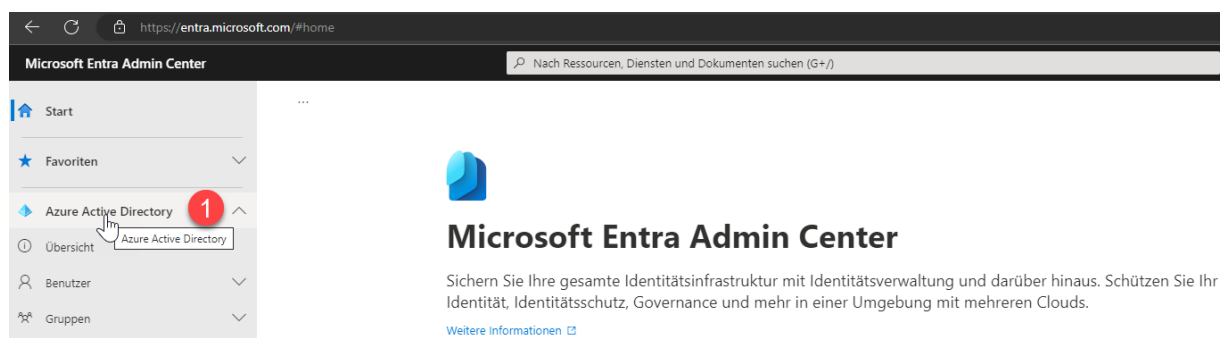 https://entra.microsoft.com/#home
Microsoft Entra Admin Center
Nach Ressourcen, Diensten und Dokumenten suchen (G+/)
Start
...
Favoriten
Azure Active Directory
1
Azure Active Directory
Übersicht
Benutzer
Gruppen
Microsoft Entra Admin Center
Sichern Sie Ihre gesamte Identitätsinfrastruktur mit Identitätsverwaltung und darüber hinaus. Schützen Sie Ihr
Identität, Identitätsschutz, Governance und mehr in einer Umgebung mit mehreren Clouds.
Weitere Informationen